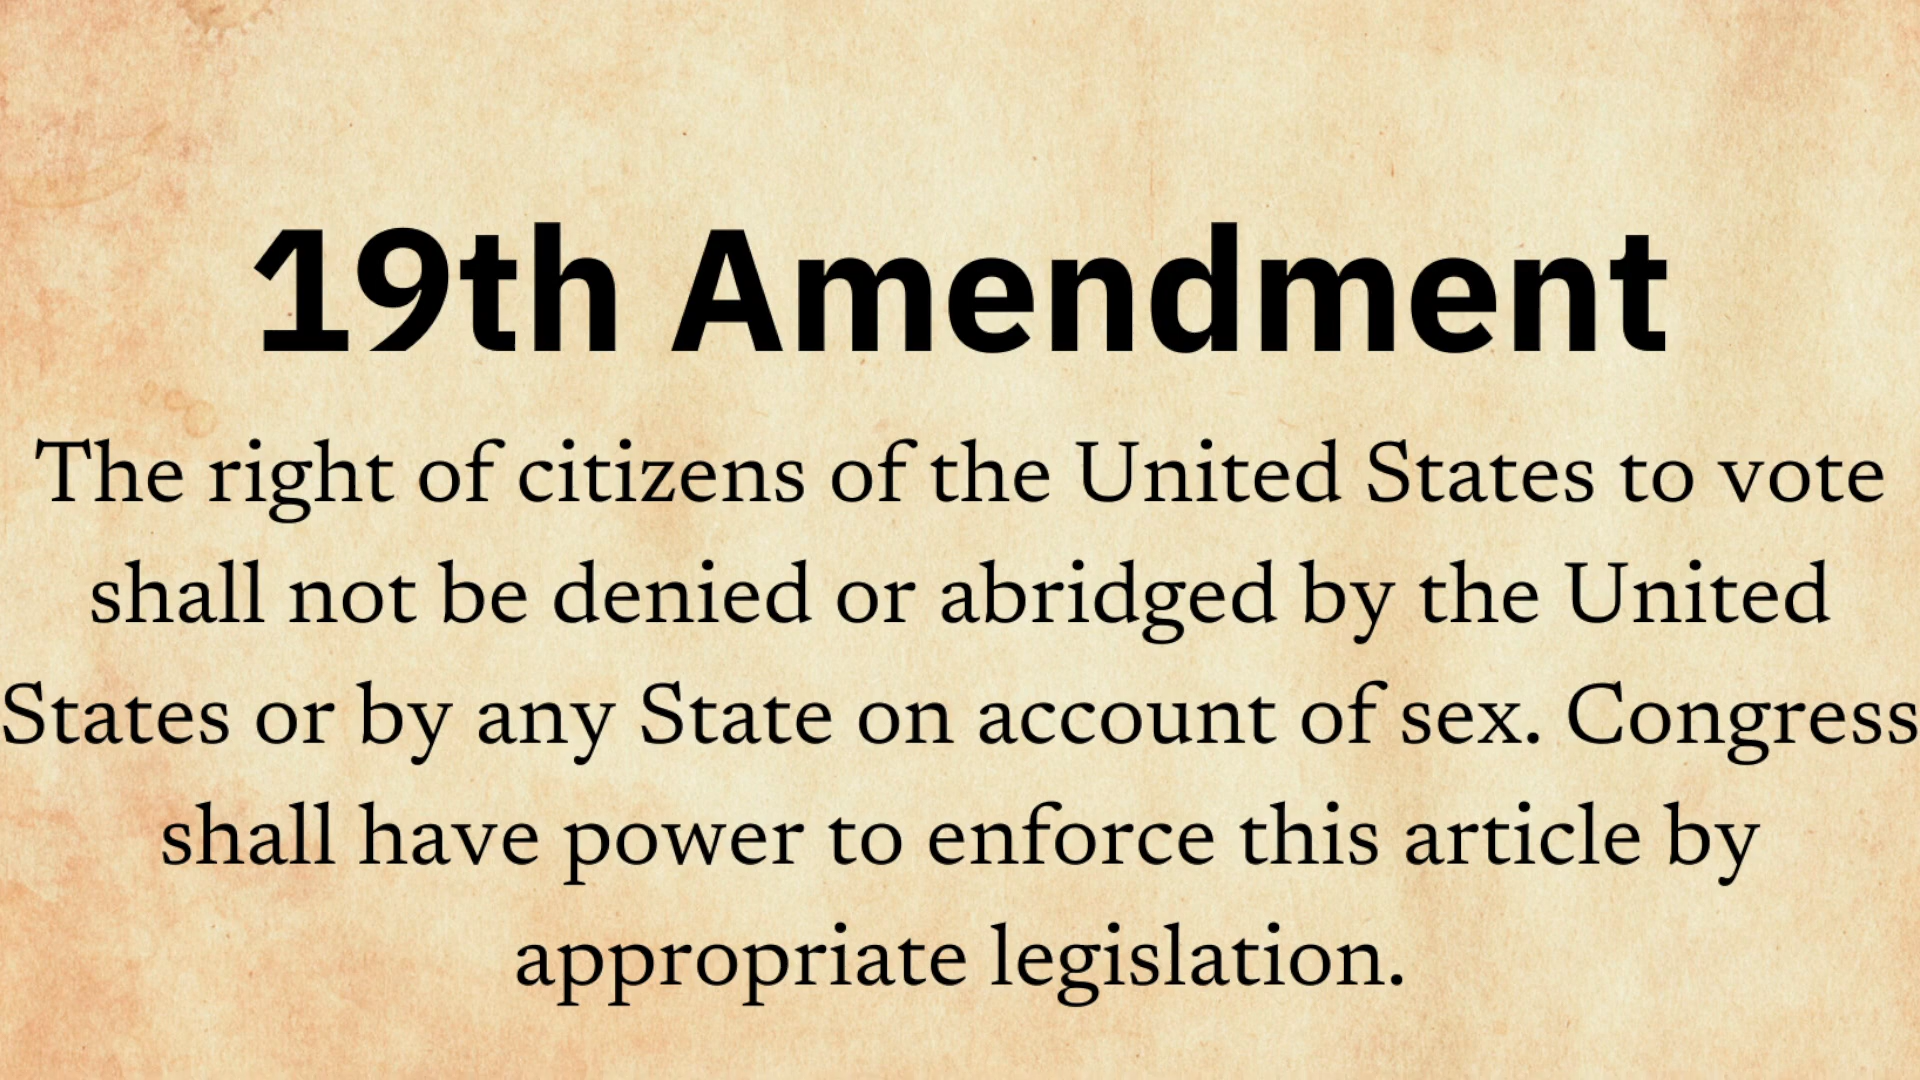 19th Amendment
The right of citizens of the United States to vote
shall not be denied or abridged by the United
States or by any State on account of sex. Congress
shall have power to enforce this article by
appropriate legislation.